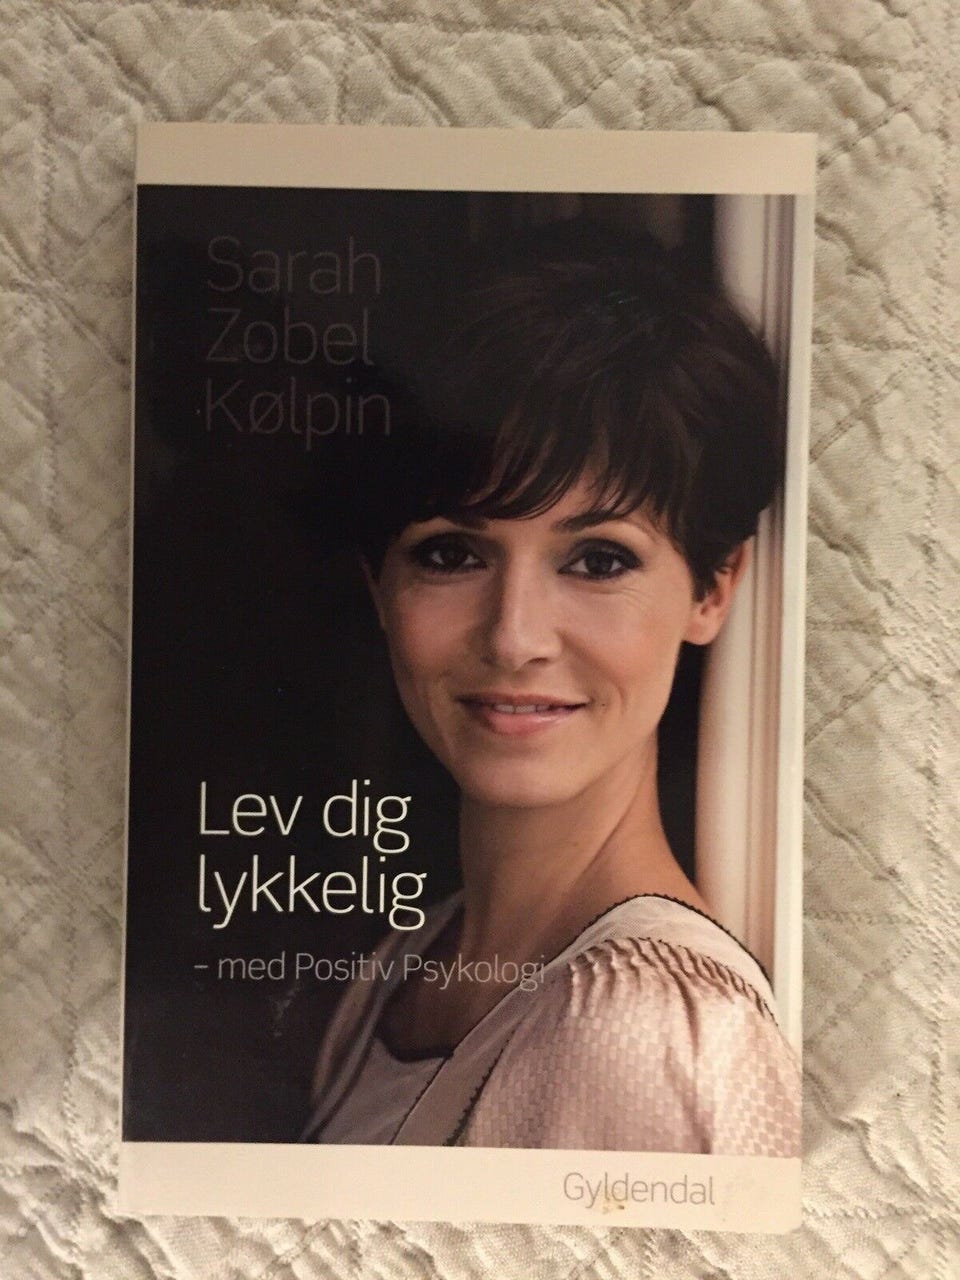 Sarah
Zobel
Kølpin
Lev dig
lykkelig
– med Positiv Psykologi
Gyldendal